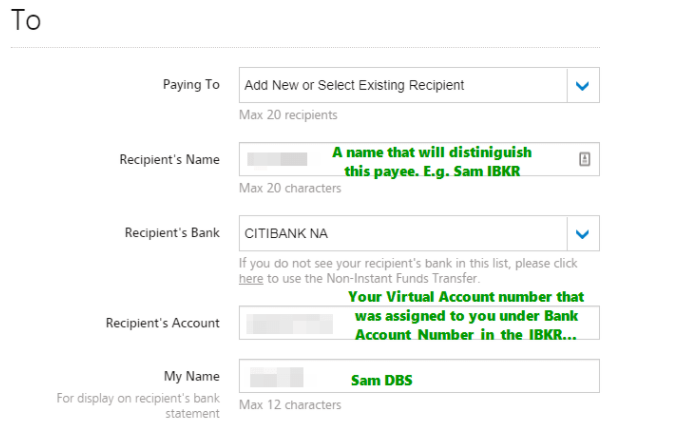 To
Paying To
Add New or Select Existing Recipient
Max 20 recipients
Recipient's Name
A name that will distiniguish
this payee. E.g. Sam IBKR
Max 20 characters
Recipient's Bank
CITIBANK NA
If you do not see your recipient's bank in this list, please click
here to use the Non-Instant Funds Transfer.
Your Virtual Account number that
was assigned to you under Bank
Account Number in the IBKR...
Recipient's Account
My Name
Sam DBS
For display on recipient's bank
statement
Max 12 characters